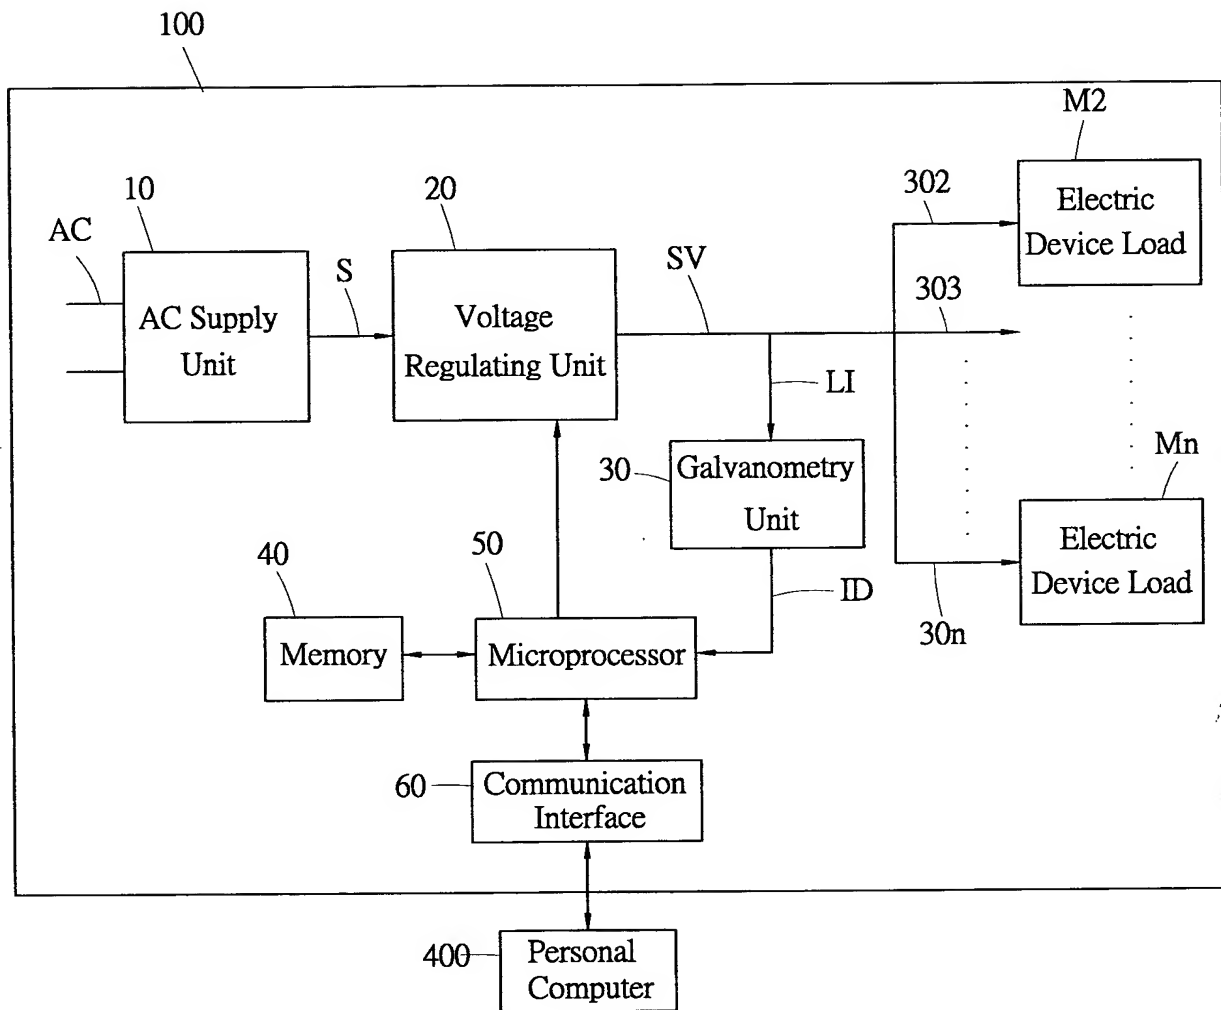 100
M2
10
20
302
Electric
Device Load
AC
S
SV
303
AC Supply
Unit
Voltage
Regulating Unit
LI
Mn
30
Galvanometry
Unit
Electric
Device Load
40
50
ID
30n
Memory
Microprocessor
60
Communication
Interface
400
Personal
Computer